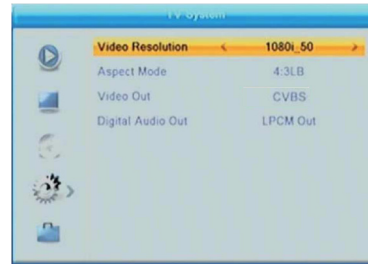 TV System
Video Resolution < 1080i_50 >
Aspect Mode 4:3LB
Video Out CVBS
Digital Audio Out LPCM Out